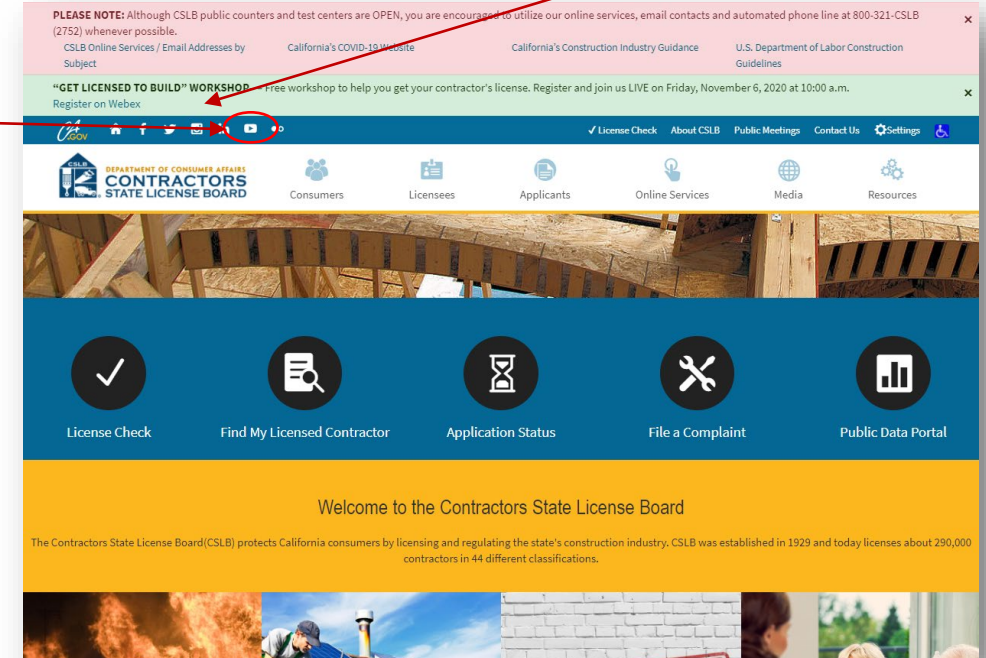 PLEASE NOTE: Although CSLB public counters and test centers are OPEN, you are encouraged to utilize our online services, email contacts and automated phone line at 800-321-CSLB
(2752) whenever possible.
CSLB Online Services / Email Addresses by
Subject
California's COVID-19 Website
California's Construction Industry Guidance
U.S. Department of Labor Construction
Guidelines
"GET LICENSED TO BUILD" WORKSHOP – Free workshop to help you get your contractor's license. Register and join us LIVE on Friday, November 6, 2020 at 10:00 a.m.
Register on Webex
CA.GOV
License Check About CSLB Public Meetings Contact Us Settings
CSLB
DEPARTMENT OF CONSUMER AFFAIRS
CONTRACTORS
STATE LICENSE BOARD
Consumers Licensees Applicants Online Services Media Resources
License Check Find My Licensed Contractor Application Status File a Complaint Public Data Portal
Welcome to the Contractors State License Board
The Contractors State License Board(CSLB) protects California consumers by licensing and regulating the state's construction industry. CSLB was established in 1929 and today licenses about 290,000
contractors in 44 different classifications.